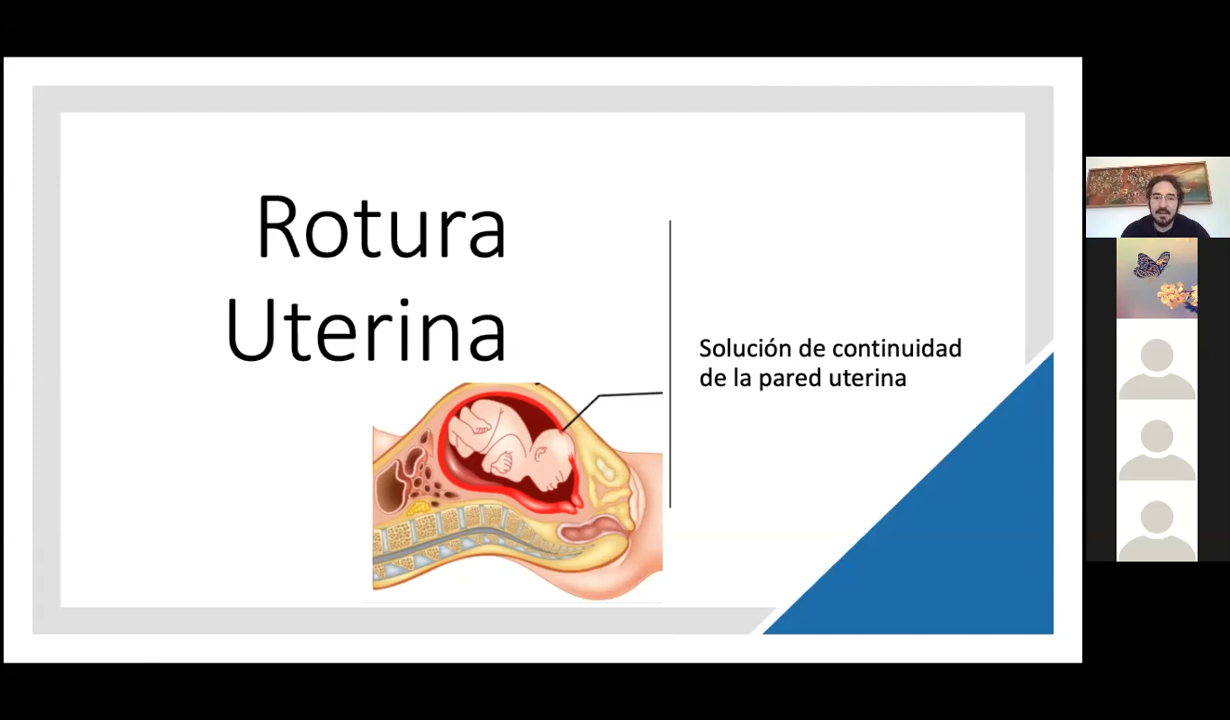 Rotura
Uterina
Solución de continuidad
de la pared uterina